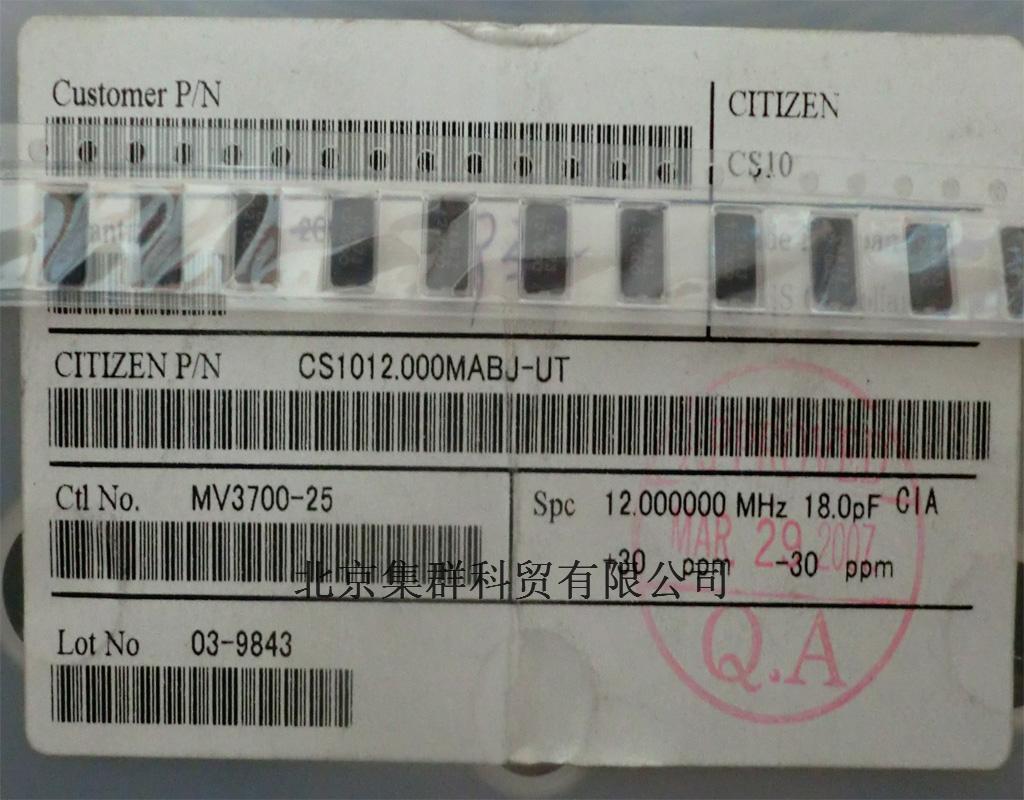 Customer P/N
CITIZEN
CS10
CITIZEN P/N CS1012.000MABJ-UT
APPROVED
Ctl No. MV3700-25
Spc 12.000000 MHz 18.0pF CIA
MAR 29 2007
+30 ppm -30 ppm
北京集群科贸有限公司
Lot No 03-9843
Q.A